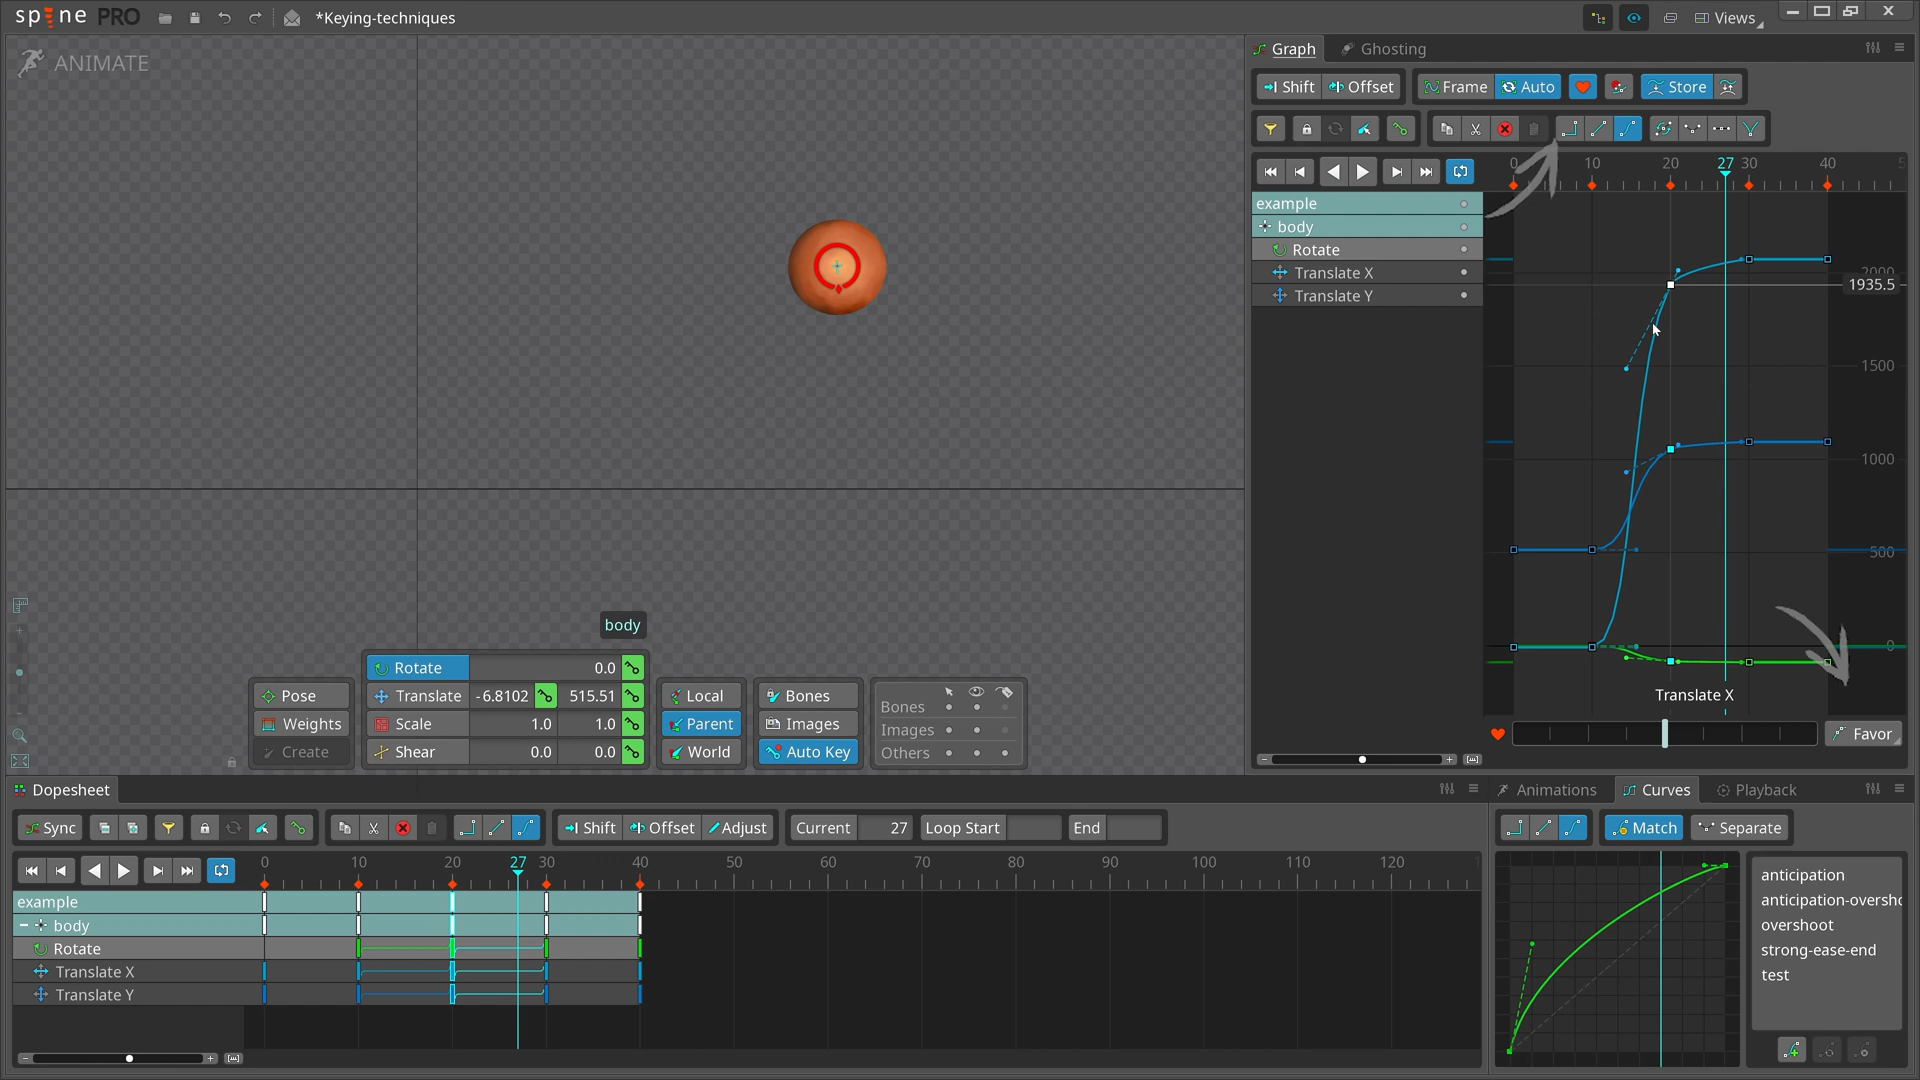 spine PRO
*Keying-techniques
Views
ANIMATE
Graph
Ghosting
Shift
Offset
Frame
Auto
Store
0
10
20
27
30
40
example
body
Rotate
Translate X
Translate Y
2000
1935.5
1500
1000
500
0
Translate X
Favor
body
Pose
Weights
Create
Rotate 0.0
Translate -6.8102 515.51
Scale 1.0 1.0
Shear 0.0 0.0
Local
Parent
World
Bones
Images
Auto Key
Bones
Images
Others
Dopesheet
Sync
Shift
Offset
Adjust
Current 27
Loop Start
End
0 10 20 27 30 40 50 60 70 80 90 100 110 120
example
body
Rotate
Translate X
Translate Y
Animations
Curves
Playback
Match
Separate
anticipation
anticipation-oversho
overshoot
strong-ease-end
test